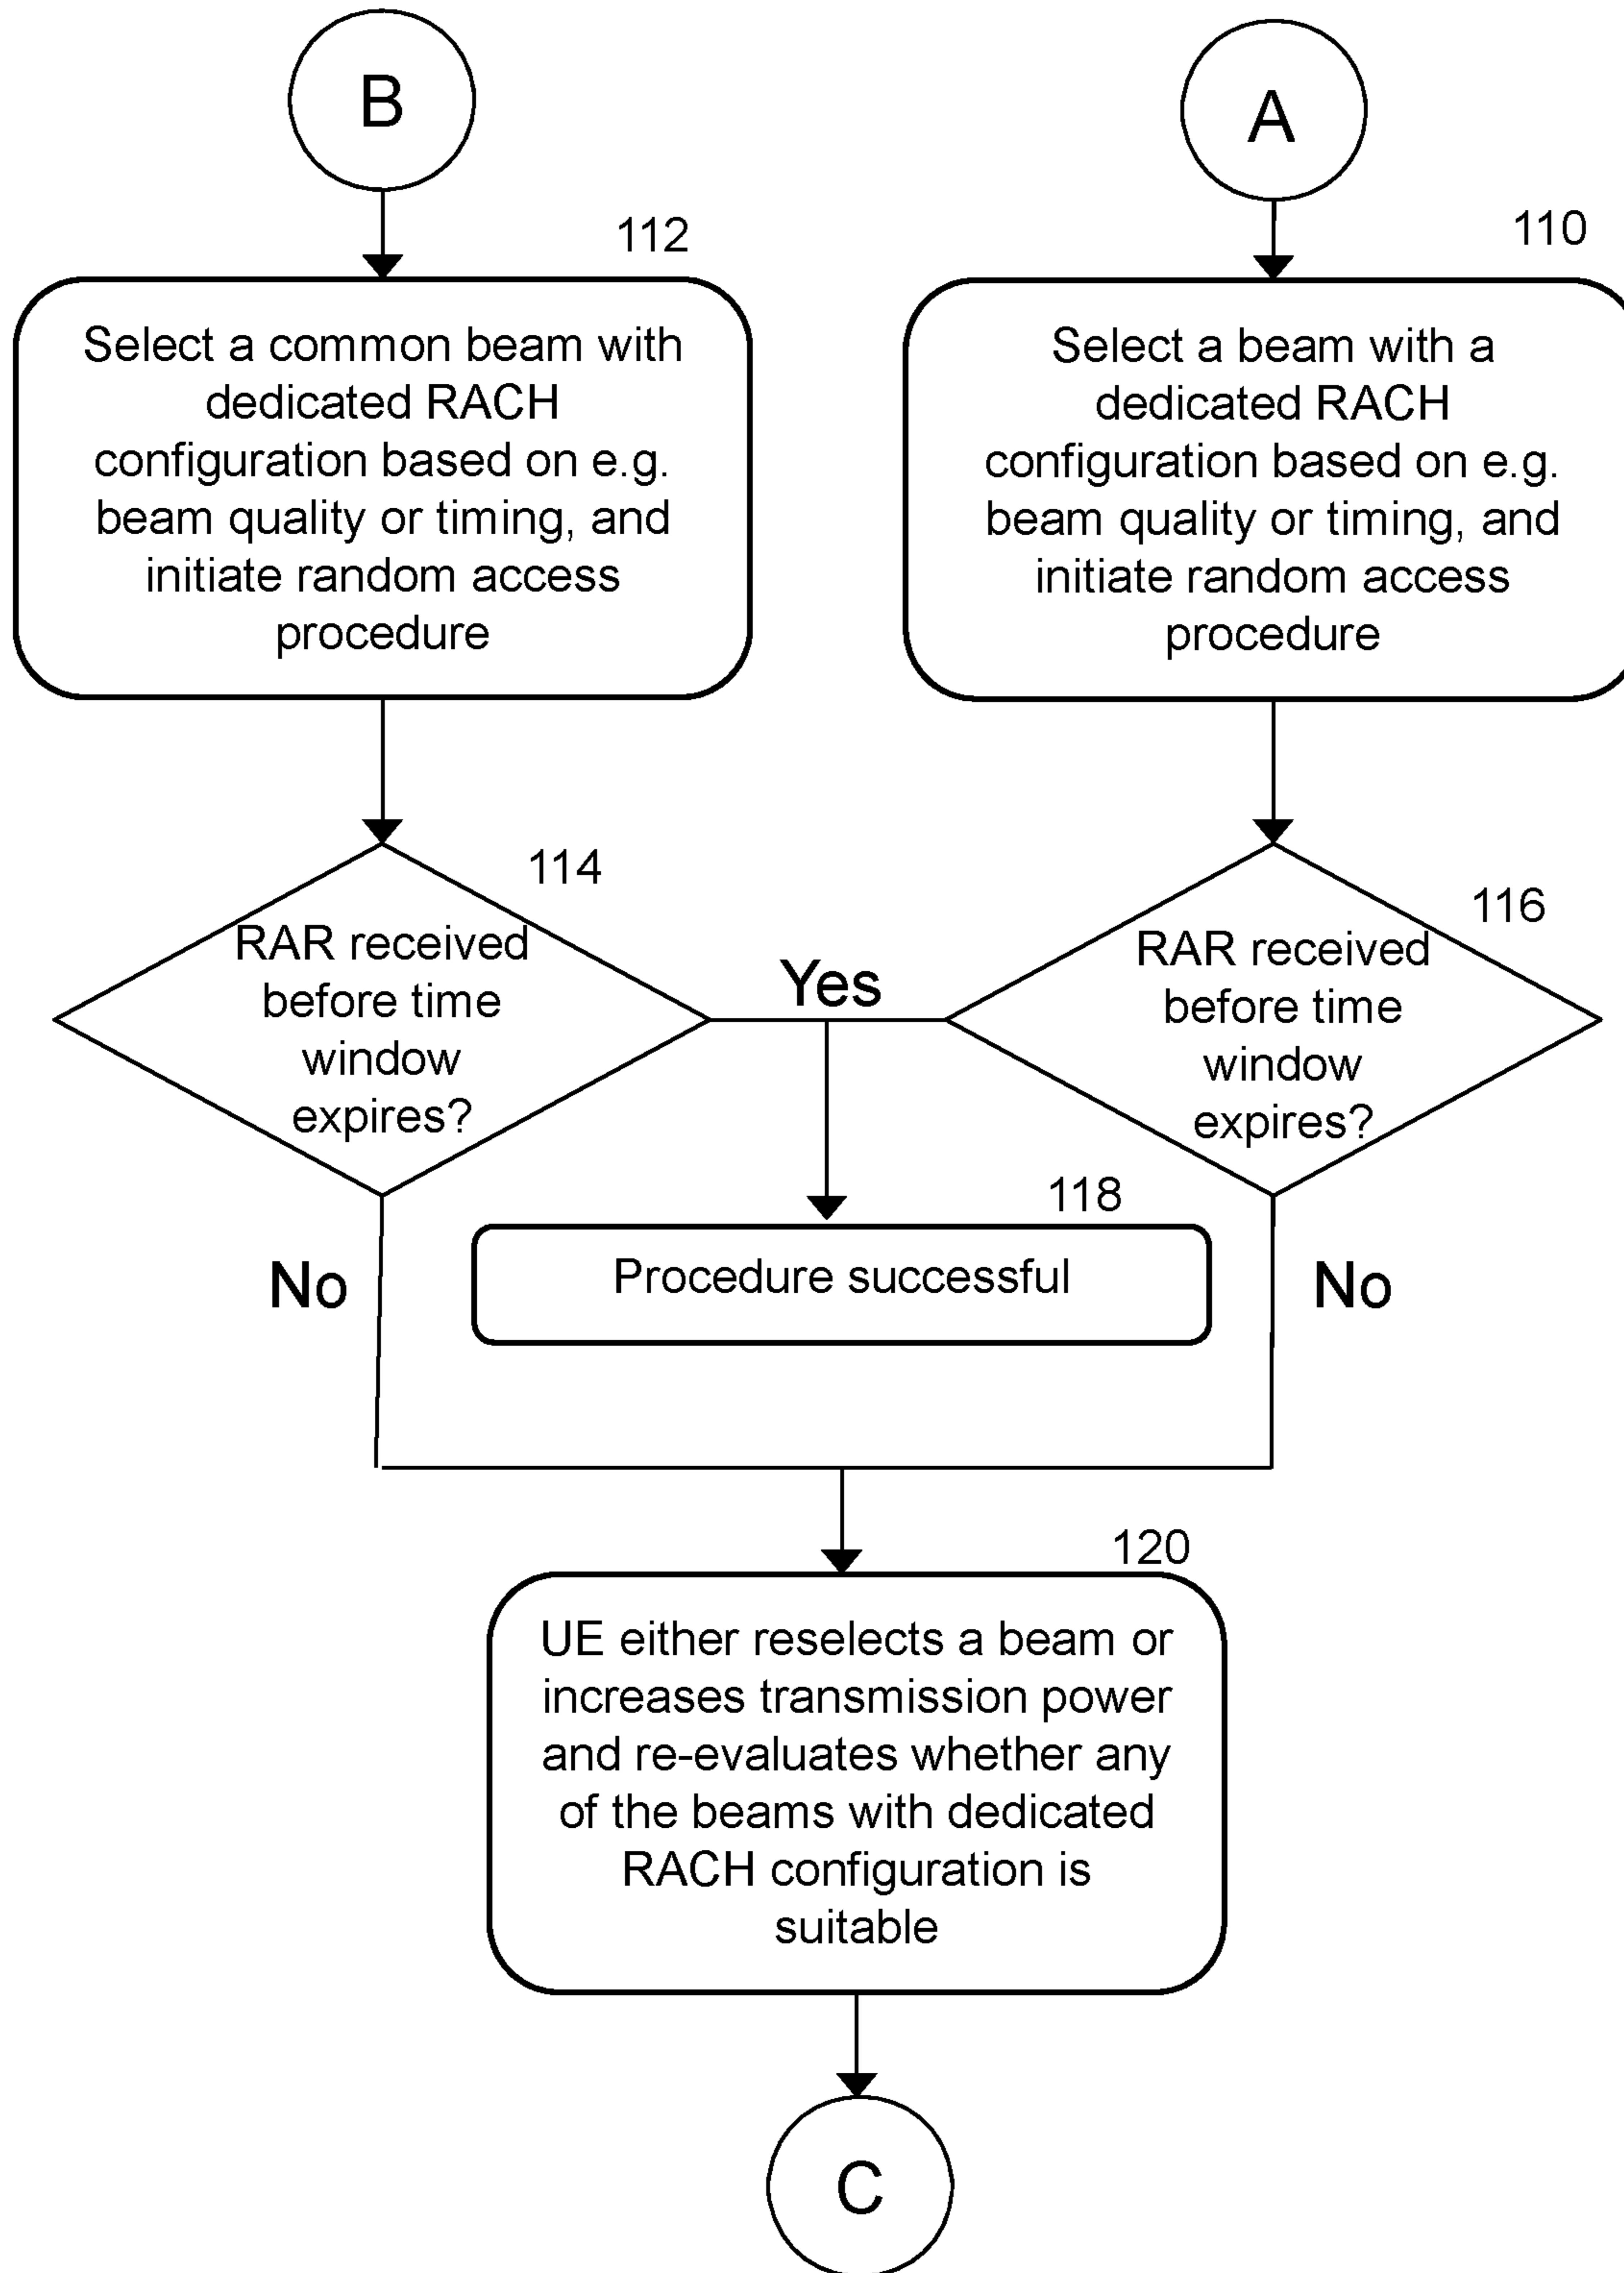 B
A
112
110
Select a common beam with
dedicated RACH
configuration based on e.g.
beam quality or timing, and
initiate random access
procedure
Select a beam with a
dedicated RACH
configuration based on e.g.
beam quality or timing, and
initiate random access
procedure
114
RAR received
before time
window
expires?
Yes
116
RAR received
before time
window
expires?
118
Procedure successful
No
No
120
UE either reselects a beam or
increases transmission power
and re-evaluates whether any
of the beams with dedicated
RACH configuration is
suitable
C